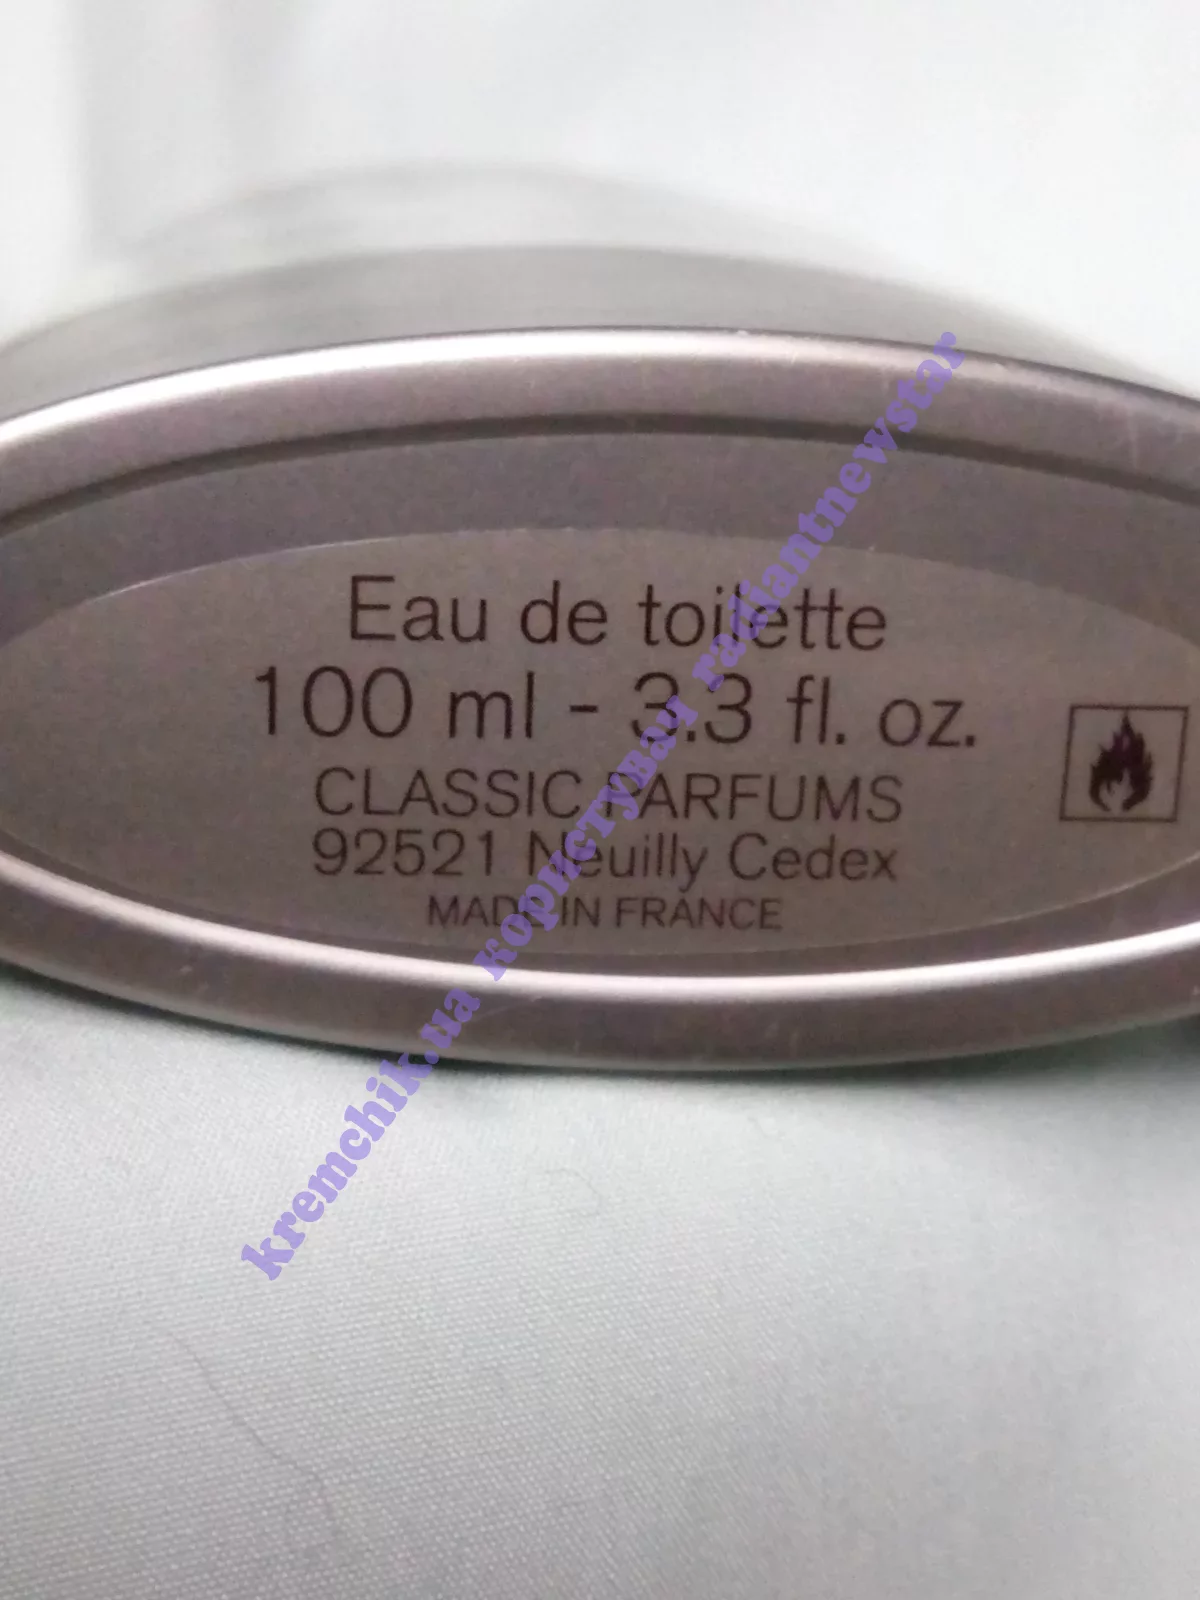 Eau de toilette
100 ml - 3.3 fl. oz.
CLASSIC PARFUMS
92521 Neuilly Cedex
MADE IN FRANCE
kremchik.ua користувач radiantnewstar